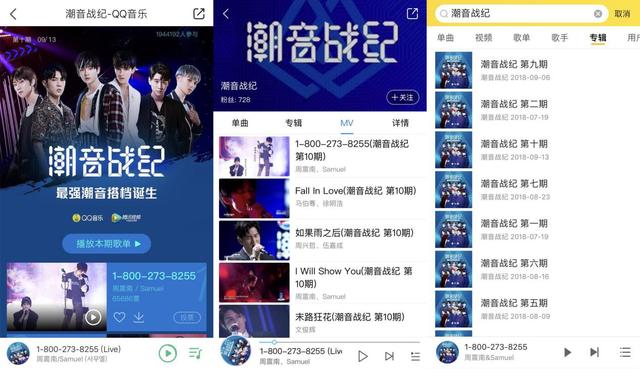 潮音战纪-QQ音乐
第十期 09/13
1944192人参与
潮音战纪
最强潮音搭档诞生
QQ音乐
腾讯视频
播放本期歌单
1-800-273-8255
周震南 / Samuel
65686票
投票
1-800-273-8255 (Live)
周震南/Samuel (사무엘)
潮音战纪
潮音战纪
粉丝: 728
+关注
单曲
专辑
MV
详情
1-800-273-8255(潮音战纪
第10期)
周震南、Samuel
Fall In Love(潮音战纪 第10期)
马伯骞、徐明浩
如果雨之后(潮音战纪 第10期)
周兴哲、伍嘉成
I Will Show You(潮音战纪 第
10期)
周震南、Samuel
末路狂花(潮音战纪 第10期)
文俊辉
1-800-273-8255 (Live
周震南、Samuel
潮音战纪
取消
单曲
视频
歌单
歌手
专辑
用户
潮音战纪 第九期
潮音战纪 2018-09-06
潮音战纪 第二期
潮音战纪 2018-07-19
潮音战纪 第十期
潮音战纪 2018-09-13
潮音战纪 第七期
潮音战纪 2018-08-23
潮音战纪 第一期
潮音战纪 2018-07-19
潮音战纪 第六期
潮音战纪 2018-08-16
潮音战纪 第五期
潮音战纪 2018-08-09
1-800-273-8255
周震南&Samuel